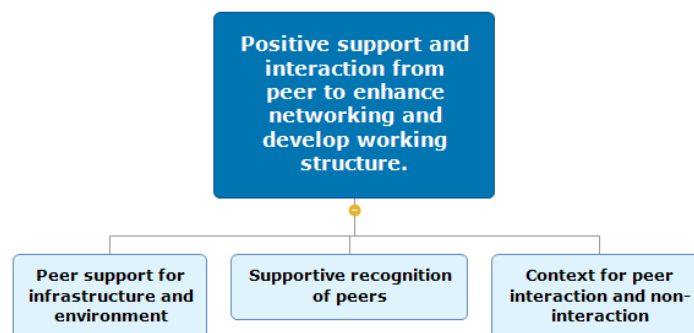 Positive support and
interaction from
peer to enhance
networking and
develop working
structure.
Peer support for
infrastructure and
environment
Supportive recognition
of peers
Context for peer
interaction and non-
interaction